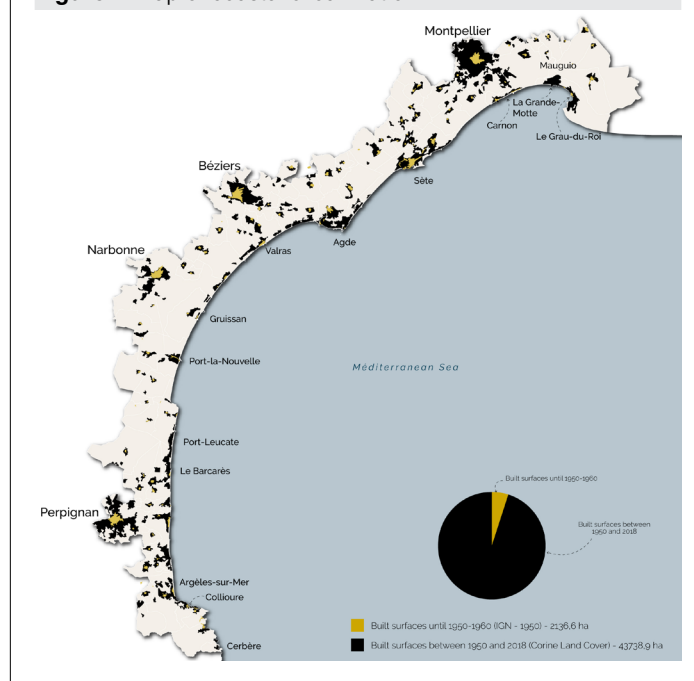 Montpellier
Mauguio
La Grande-
Motte
Carnon
Le Grau-du-Roi
Sète
Béziers
Agde
Valras
Narbonne
Gruissan
Port-la-Nouvelle
Méditerranean Sea
Port-Leucate
Le Barcarès
Perpignan
Argèles-sur-Mer
Collioure
Cerbère
Built surfaces until 1950-1960
Built surfaces between
1950 and 2018
Built surfaces until 1950-1960 (IGN - 1950) - 2136,6 ha
Built surfaces between 1950 and 2018 (Corine Land Cover) - 43738,9 ha